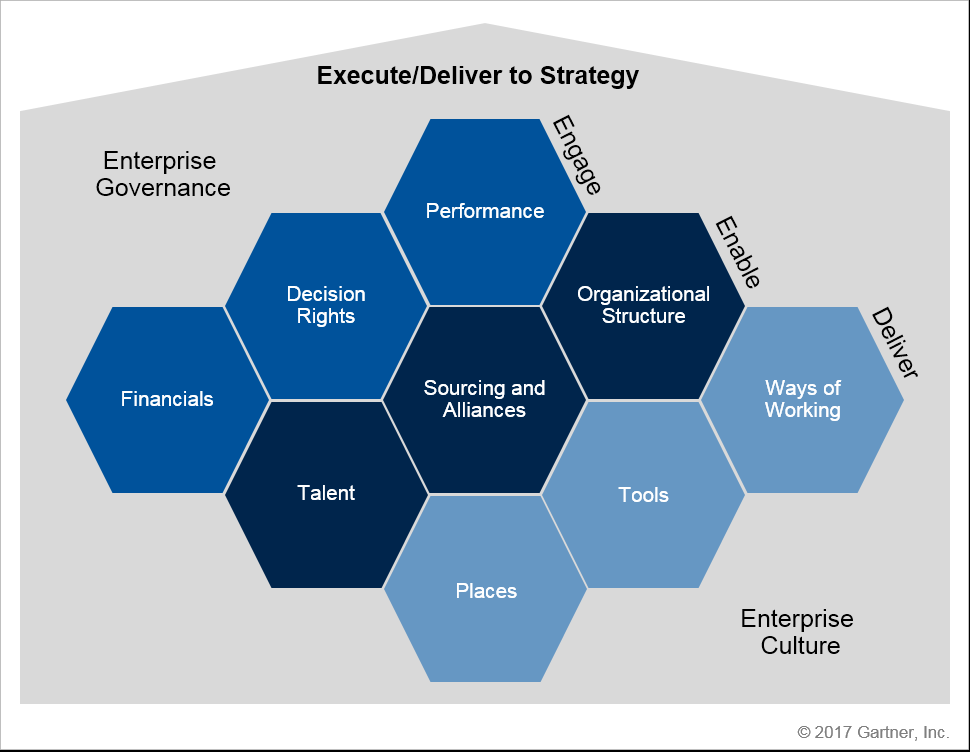 Execute/Deliver to Strategy
Enterprise
Governance
Engage
Performance
Enable
Decision
Rights
Organizational
Structure
Deliver
Financials
Sourcing and
Alliances
Ways of
Working
Talent
Tools
Places
Enterprise
Culture
© 2017 Gartner, Inc.